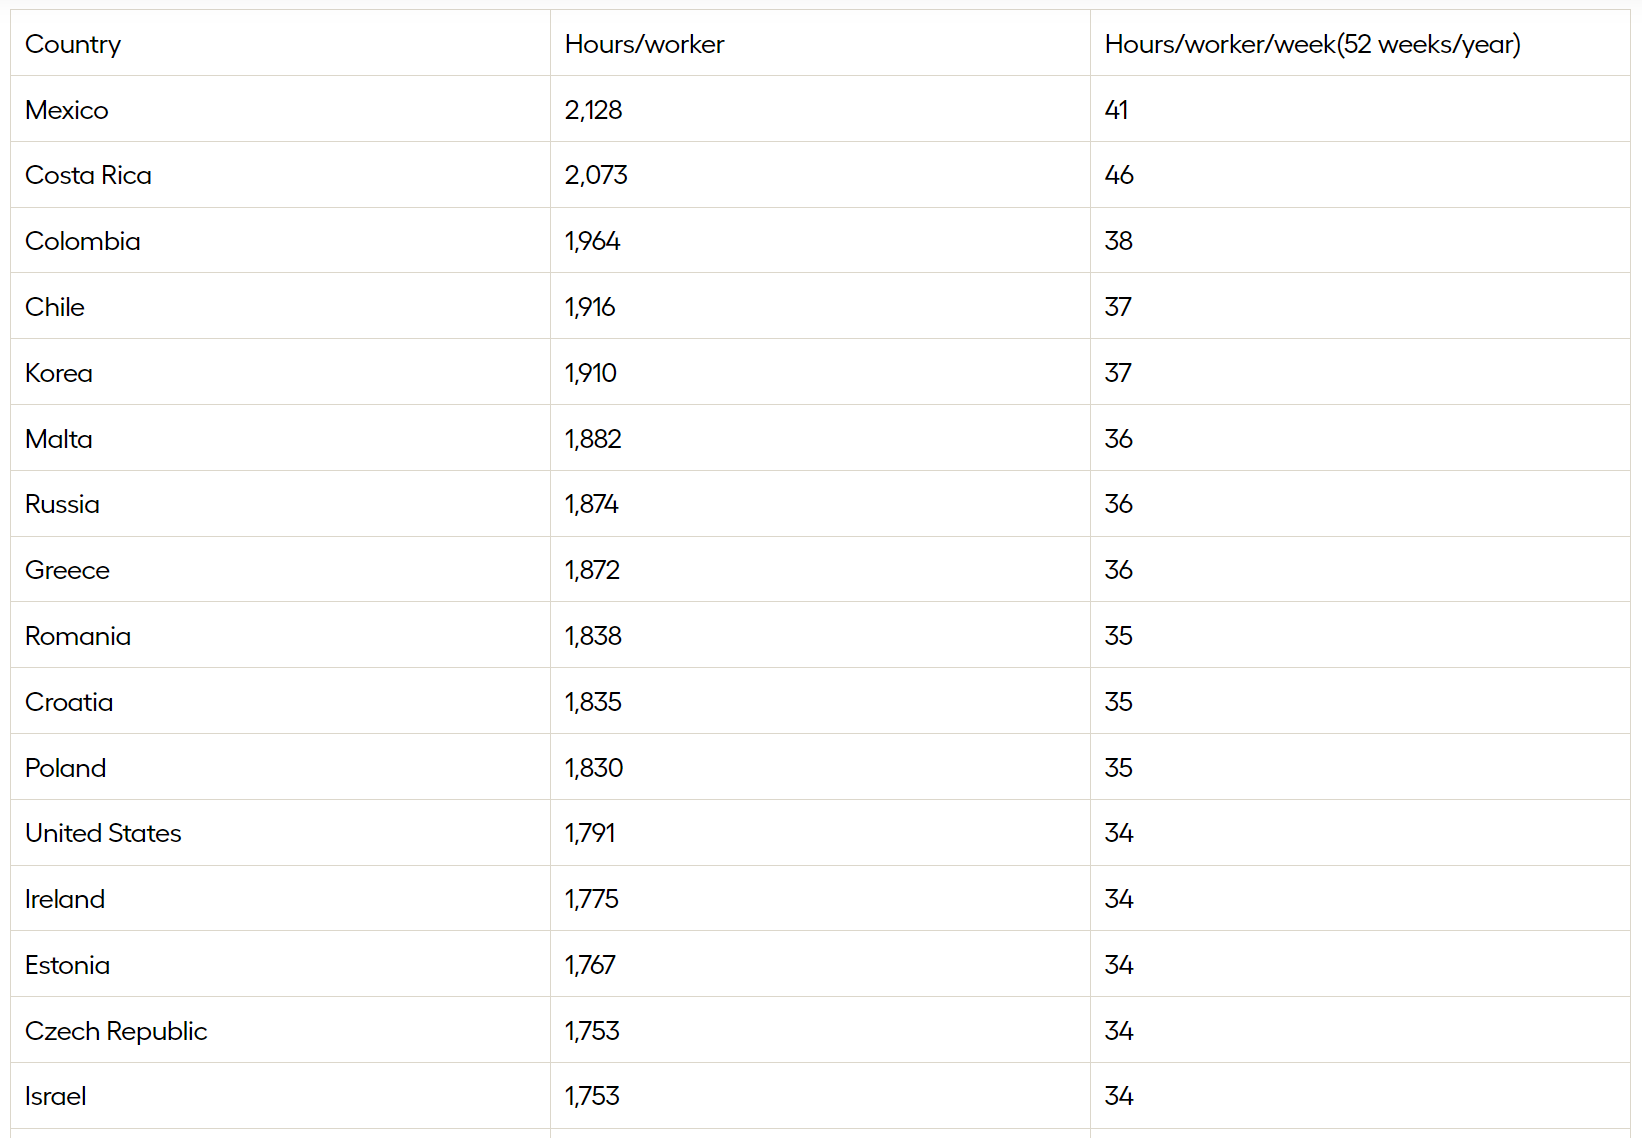 Country Hours/worker Hours/worker/week(52 weeks/year)
Mexico 2,128 41
Costa Rica 2,073 46
Colombia 1,964 38
Chile 1,916 37
Korea 1,910 37
Malta 1,882 36
Russia 1,874 36
Greece 1,872 36
Romania 1,838 35
Croatia 1,835 35
Poland 1,830 35
United States 1,791 34
Ireland 1,775 34
Estonia 1,767 34
Czech Republic 1,753 34
Israel 1,753 34